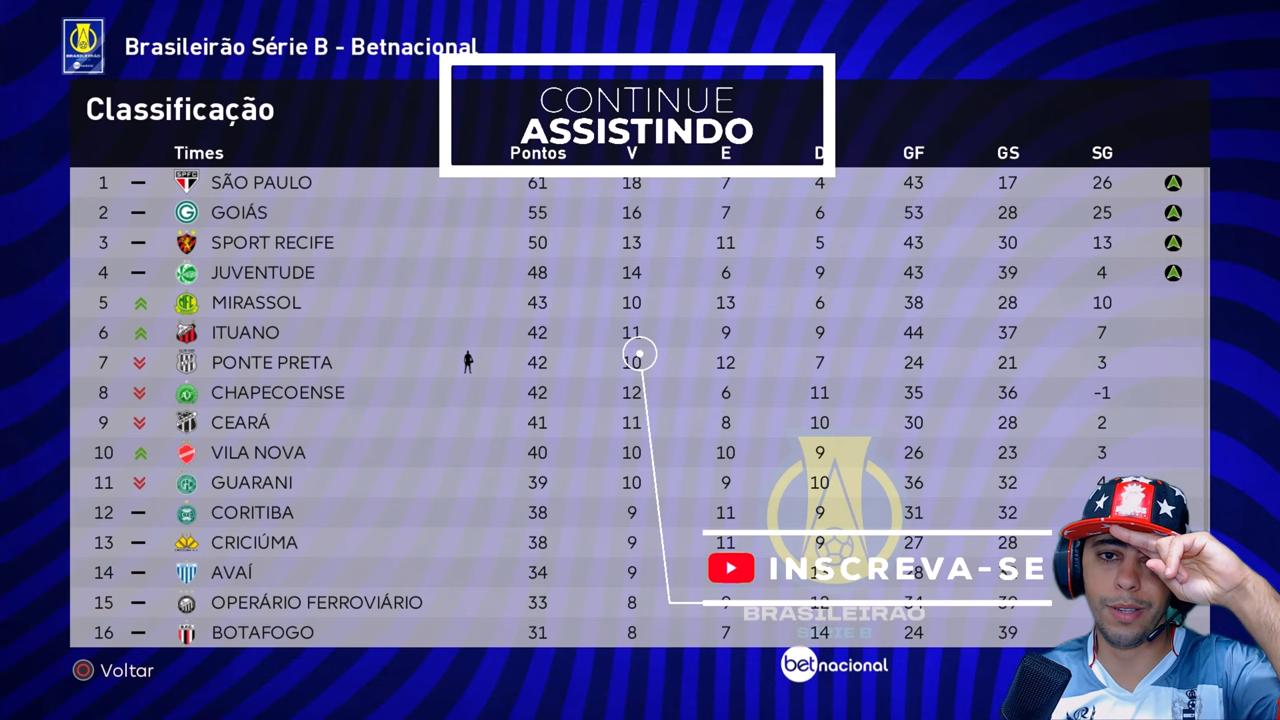 Brasileirão Série B - Betnacional
CONTINUE
ASSISTINDO
Classificação
Times Pontos V E D GF GS SG
1 SÃO PAULO 61 18 7 4 43 17 26
2 GOIÁS 55 16 7 6 53 28 25
3 SPORT RECIFE 50 13 11 5 43 30 13
4 JUVENTUDE 48 14 6 9 43 39 4
5 MIRASSOL 43 10 13 6 38 28 10
6 ITUANO 42 11 9 9 44 37 7
7 PONTE PRETA 42 10 12 7 24 21 3
8 CHAPECOENSE 42 12 6 11 35 36 -1
9 CEARÁ 41 11 8 10 30 28 2
10 VILA NOVA 40 10 10 9 26 23 3
11 GUARANI 39 10 9 10 36 32 4
12 CORITIBA 38 9 11 9 31 32
13 CRICIÚMA 38 9 11 9 27 28
14 AVAÍ 34 9
INSCREVA-SE
15 OPERÁRIO FERROVIÁRIO 33 8 9 12 34 39
BRASILEIRÃO
16 BOTAFOGO 31 8 7 14 24 39
SÉRIE B
Voltar
betnacional